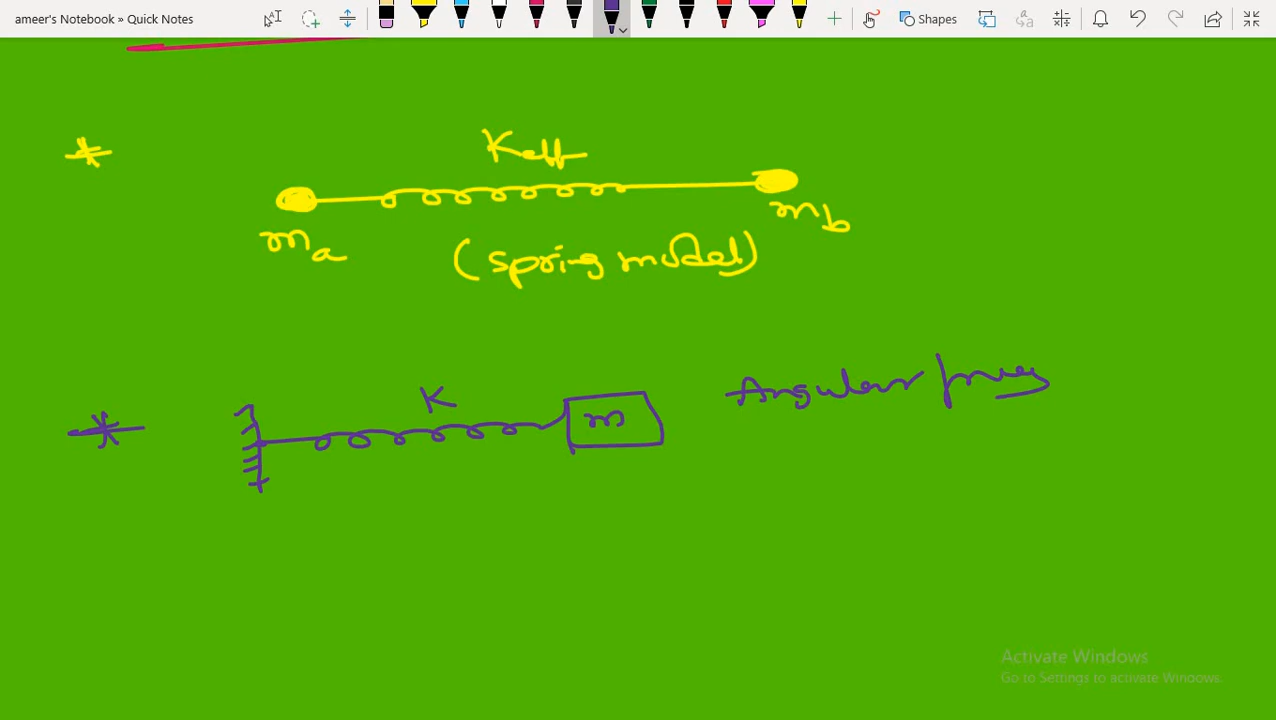 ameer's Notebook » Quick Notes
Shapes
Keff
ma
mb
(spring model)
K
m
Angular freq
Activate Windows
Go to Settings to activate Windows.